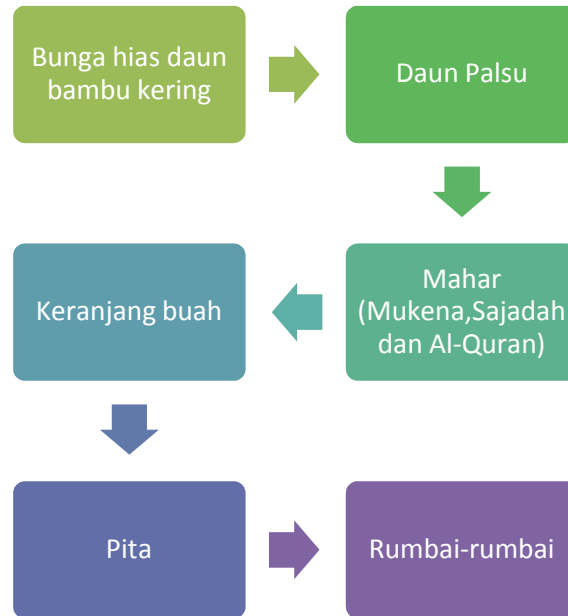 Bunga hias daun
bambu kering
Daun Palsu
Mahar
(Mukena,Sajadah
dan Al-Quran)
Keranjang buah
Pita
Rumbai-rumbai